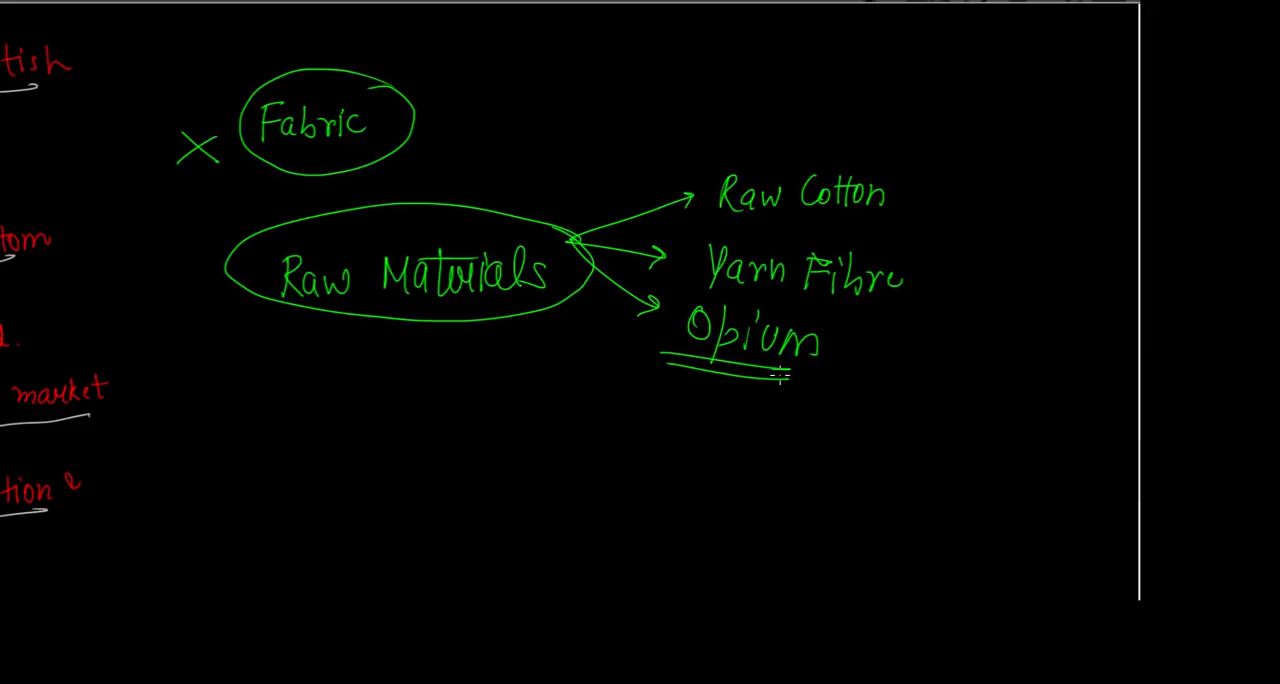 tish
Fabric
Raw Cotton
tom
Raw Materials
Yarn Fibre
Opium
market
tion